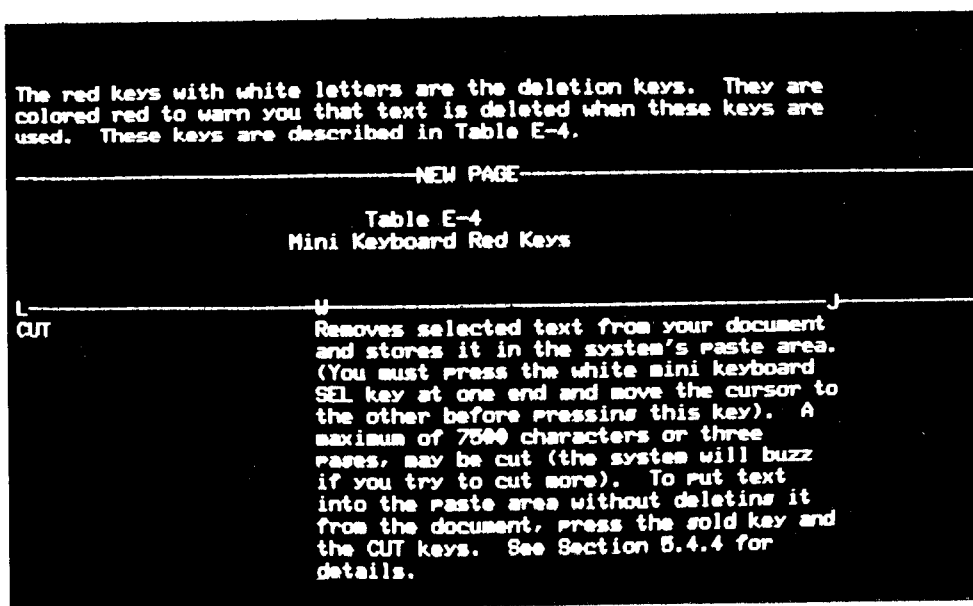 The red keys with white letters are the deletion keys.  They are
colored red to warn you that text is deleted when these keys are
used.  These keys are described in Table E-4.
NEW PAGE
Table E-4
Mini Keyboard Red Keys
L W J
CUT Removes selected text from your document
and stores it in the system's paste area.
(You must press the white mini keyboard
SEL key at one end and move the cursor to
the other before pressing this key).  A
maximum of 7500 characters or three
pages, may be cut (the system will buzz
if you try to cut more).  To put text
into the paste area without deleting it
from the document, press the gold key and
the CUT keys.  See Section 5.4.4 for
details.